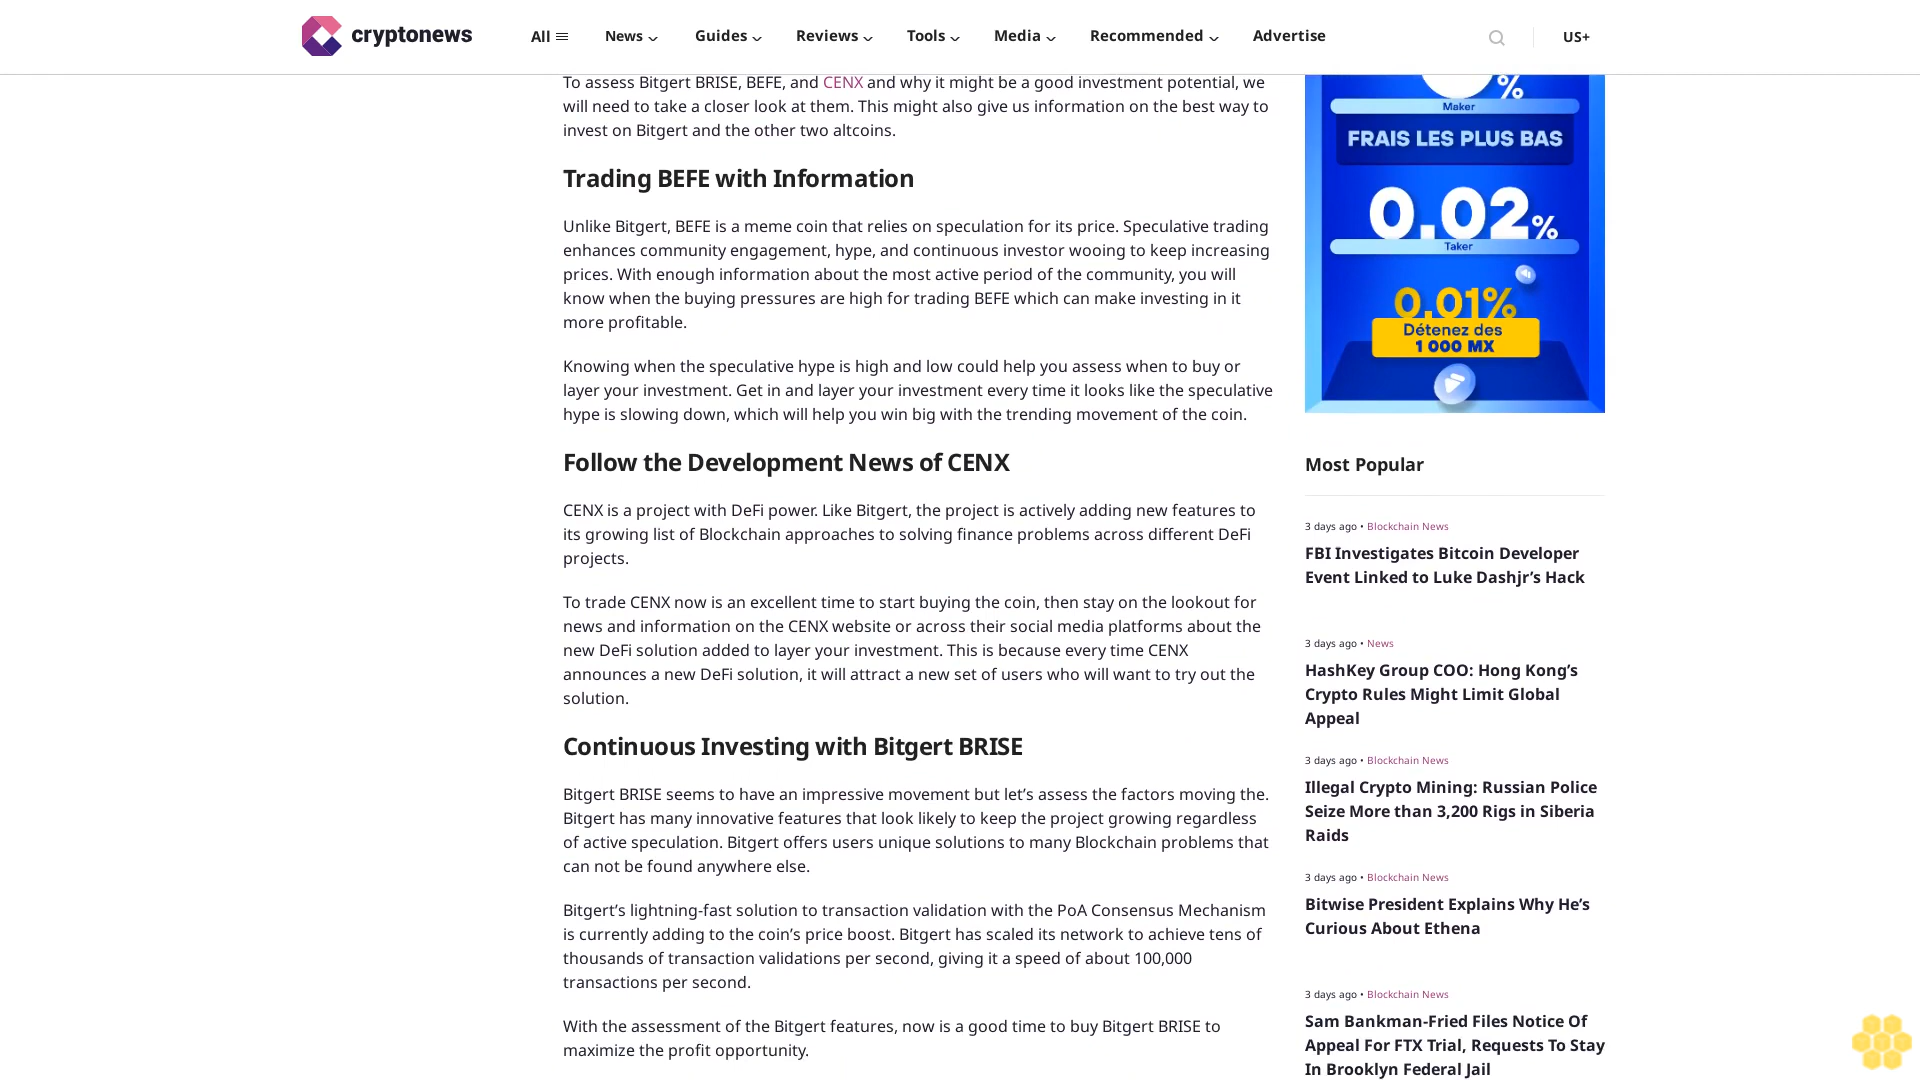 cryptonews
All
News
Guides
Reviews
Tools
Media
Recommended
Advertise
US+
To assess Bitgert BRISE, BEFE, and CENX and why it might be a good investment potential, we
will need to take a closer look at them. This might also give us information on the best way to
invest on Bitgert and the other two altcoins.
Trading BEFE with Information
Unlike Bitgert, BEFE is a meme coin that relies on speculation for its price. Speculative trading
enhances community engagement, hype, and continuous investor wooing to keep increasing
prices. With enough information about the most active period of the community, you will
know when the buying pressures are high for trading BEFE which can make investing in it
more profitable.
Knowing when the speculative hype is high and low could help you assess when to buy or
layer your investment. Get in and layer your investment every time it looks like the speculative
hype is slowing down, which will help you win big with the trending movement of the coin.
Follow the Development News of CENX
CENX is a project with DeFi power. Like Bitgert, the project is actively adding new features to
its growing list of Blockchain approaches to solving finance problems across different DeFi
projects.
To trade CENX now is an excellent time to start buying the coin, then stay on the lookout for
news and information on the CENX website or across their social media platforms about the
new DeFi solution added to layer your investment. This is because every time CENX
announces a new DeFi solution, it will attract a new set of users who will want to try out the
solution.
Continuous Investing with Bitgert BRISE
Bitgert BRISE seems to have an impressive movement but let’s assess the factors moving the.
Bitgert has many innovative features that look likely to keep the project growing regardless
of active speculation. Bitgert offers users unique solutions to many Blockchain problems that
can not be found anywhere else.
Bitgert’s lightning-fast solution to transaction validation with the PoA Consensus Mechanism
is currently adding to the coin’s price boost. Bitgert has scaled its network to achieve tens of
thousands of transaction validations per second, giving it a speed of about 100,000
transactions per second.
With the assessment of the Bitgert features, now is a good time to buy Bitgert BRISE to
maximize the profit opportunity.
%
Maker
FRAIS LES PLUS BAS
0.02%
Taker
0.01%
Détenez des
1 000 MX
Most Popular
3 days ago • Blockchain News
FBI Investigates Bitcoin Developer
Event Linked to Luke Dashjr’s Hack
3 days ago • News
HashKey Group COO: Hong Kong’s
Crypto Rules Might Limit Global
Appeal
3 days ago • Blockchain News
Illegal Crypto Mining: Russian Police
Seize More than 3,200 Rigs in Siberia
Raids
3 days ago • Blockchain News
Bitwise President Explains Why He’s
Curious About Ethena
3 days ago • Blockchain News
Sam Bankman-Fried Files Notice Of
Appeal For FTX Trial, Requests To Stay
In Brooklyn Federal Jail